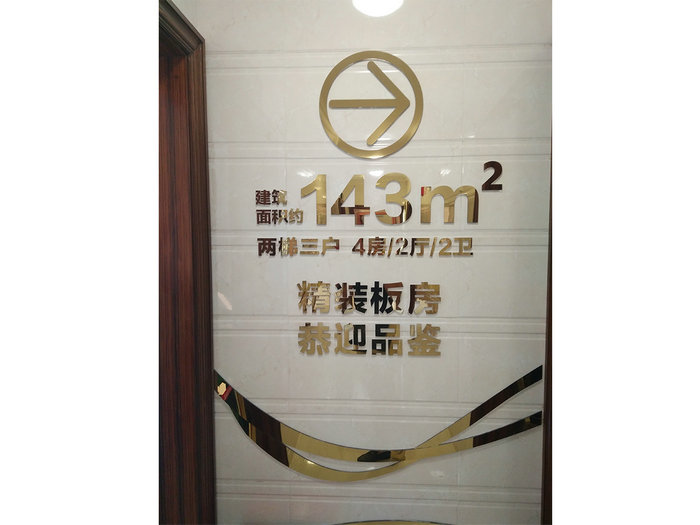 建筑
面积约
143m²
两梯三户 4房/2厅/2卫
精装板房
恭迎品鉴